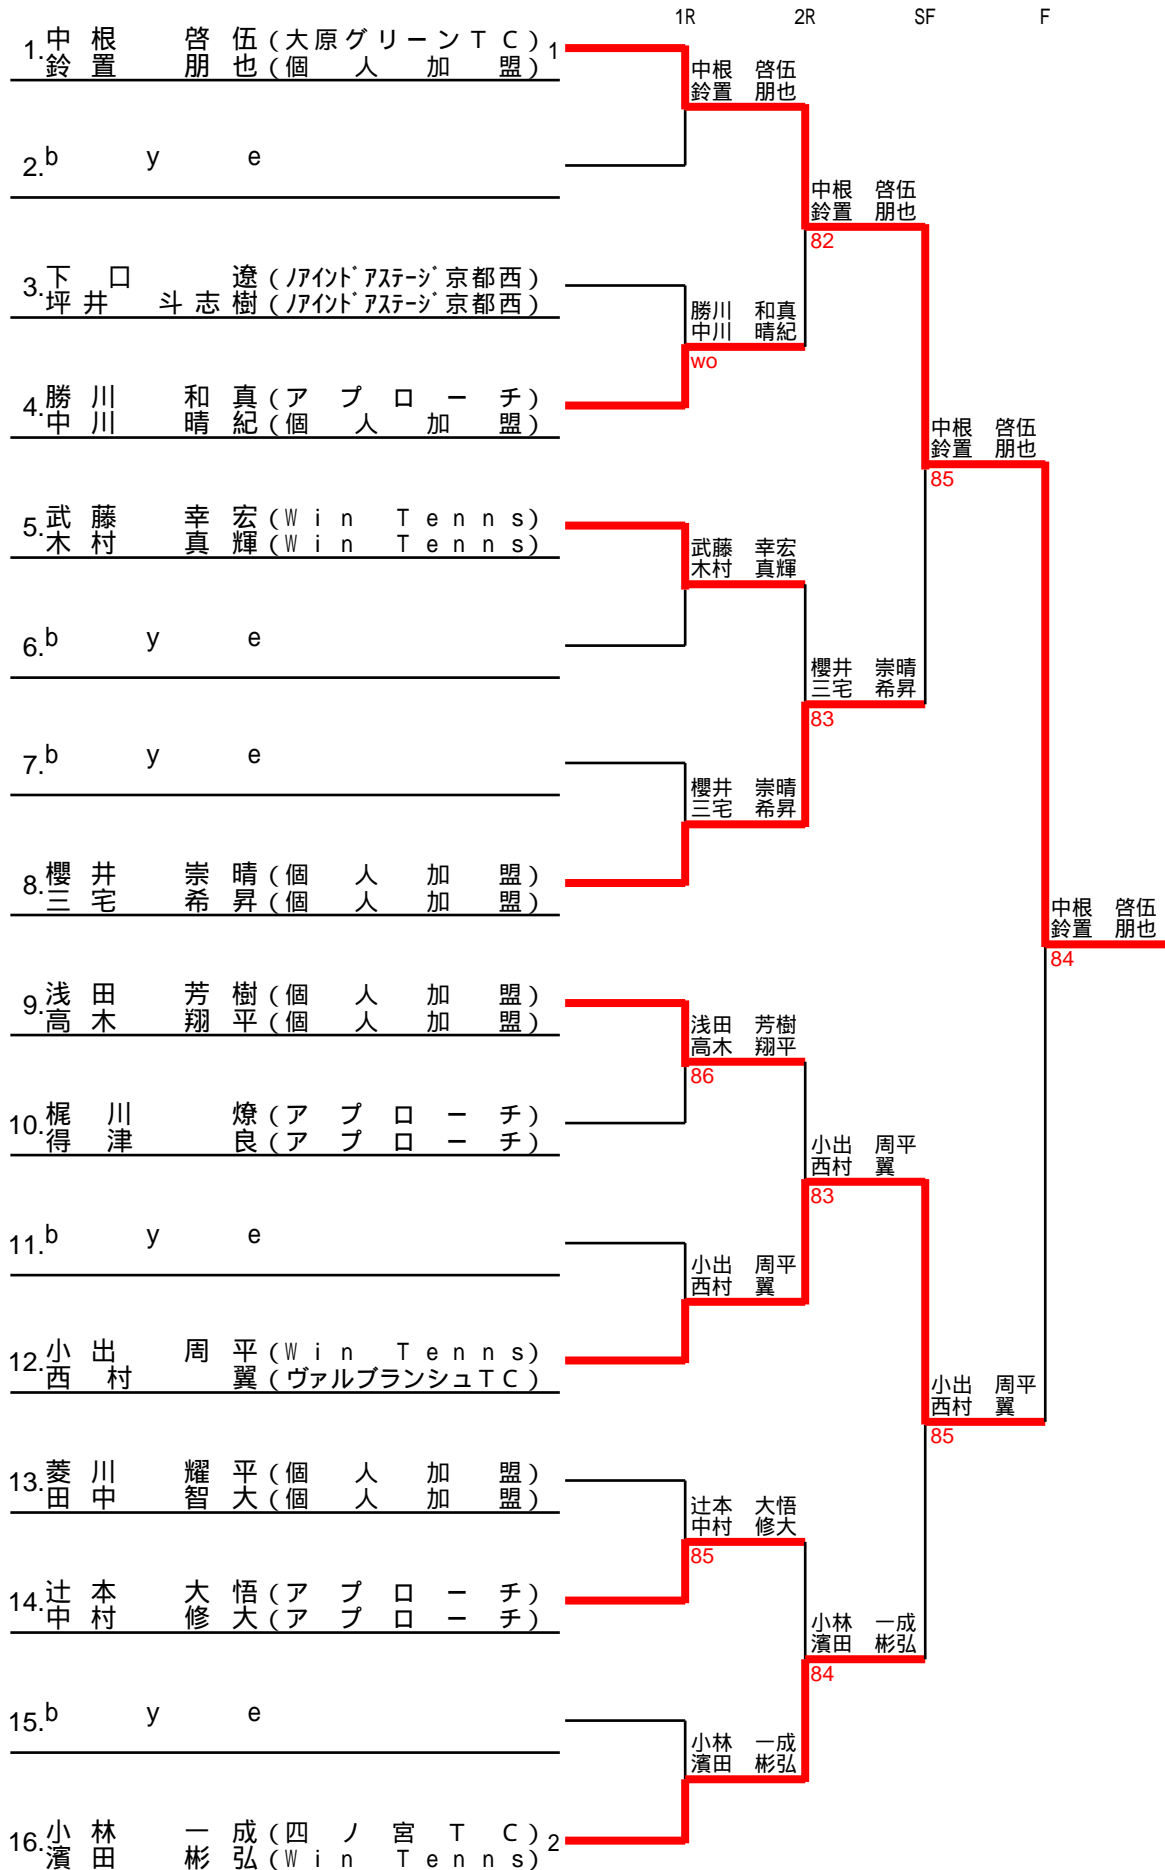 1R 2R SF F
1. 中根 啓伍 (大原グリーンTC) 1
鈴置 朋也 (個人加盟)
中根 啓伍
鈴置 朋也
2. bye
中根 啓伍
鈴置 朋也
82
3. 下口 遼 (ﾉｱｲﾝﾄﾞｱｽﾃｰｼﾞ京都西)
坪井 斗志樹 (ﾉｱｲﾝﾄﾞｱｽﾃｰｼﾞ京都西)
勝川 和真
中川 晴紀
wo
4. 勝川 和真 (アプローチ)
中川 晴紀 (個人加盟)
中根 啓伍
鈴置 朋也
85
5. 武藤 幸宏 (Win Tenns)
木村 真輝 (Win Tenns)
武藤 幸宏
木村 真輝
6. bye
櫻井 崇晴
三宅 希昇
83
7. bye
櫻井 崇晴
三宅 希昇
8. 櫻井 崇晴 (個人加盟)
三宅 希昇 (個人加盟)
中根 啓伍
鈴置 朋也
84
9. 浅田 芳樹 (個人加盟)
高木 翔平 (個人加盟)
浅田 芳樹
高木 翔平
86
10. 梶川 燎 (アプローチ)
得津 良 (アプローチ)
小出 周平
西村 翼
83
11. bye
小出 周平
西村 翼
12. 小出 周平 (Win Tenns)
西村 翼 (ヴァルブランシュTC)
小出 周平
西村 翼
85
13. 菱川 耀平 (個人加盟)
田中 智大 (個人加盟)
辻本 大悟
中村 修大
85
14. 辻本 大悟 (アプローチ)
中村 修大 (アプローチ)
小林 一成
濱田 彬弘
84
15. bye
小林 一成
濱田 彬弘
16. 小林 一成 (四ノ宮TC) 2
濱田 彬弘 (Win Tenns)